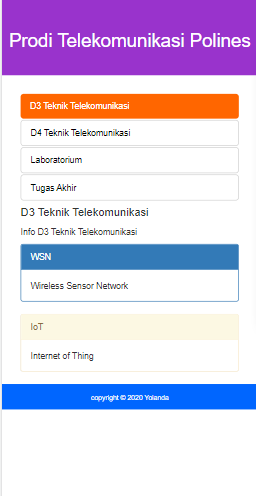 Prodi Telekomunikasi Polines
D3 Teknik Telekomunikasi
D4 Teknik Telekomunikasi
Laboratorium
Tugas Akhir
D3 Teknik Telekomunikasi
Info D3 Teknik Telekomunikasi
WSN
Wireless Sensor Network
IoT
Internet of Thing
copyright © 2020 Yolanda